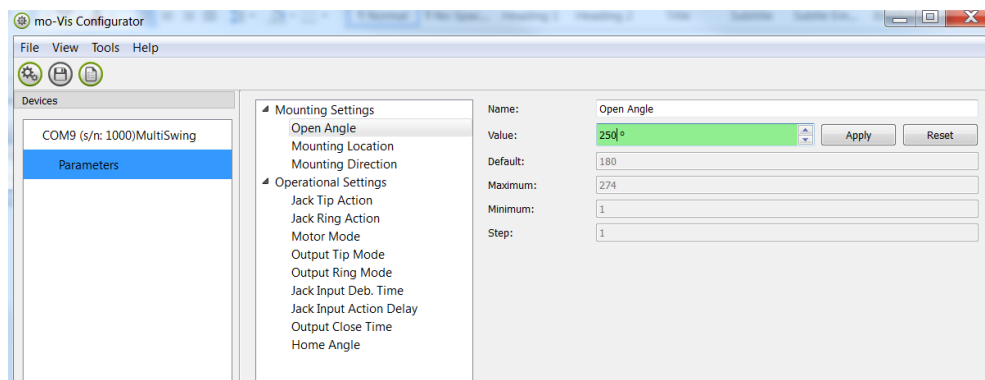 mo-Vis Configurator
File View Tools Help
Devices
COM9 (s/n: 1000)MultiSwing
Parameters
Mounting Settings
Open Angle
Mounting Location
Mounting Direction
Operational Settings
Jack Tip Action
Jack Ring Action
Motor Mode
Output Tip Mode
Output Ring Mode
Jack Input Deb. Time
Jack Input Action Delay
Output Close Time
Home Angle
Name: Open Angle
Value: 250 ° Apply Reset
Default: 180
Maximum: 274
Minimum: 1
Step: 1